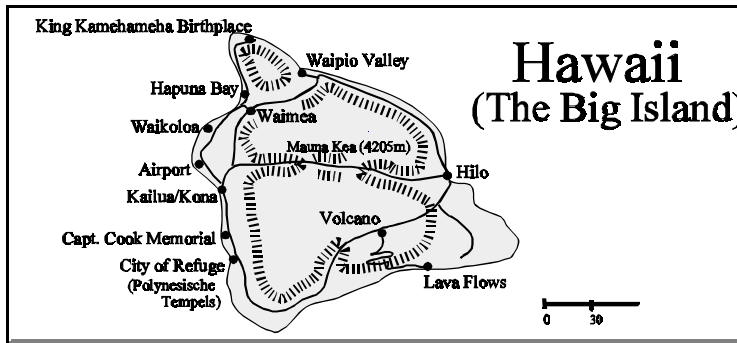 King Kamehameha Birthplace
Hawaii
(The Big Island)
Waipio Valley
Hapuna Bay
Waimea
Waikoloa
Mauna Kea (4205m)
Airport
Hilo
Kailua/Kona
Volcano
Capt. Cook Memorial
City of Refuge
(Polynesische
Tempels)
Lava Flows
0 30